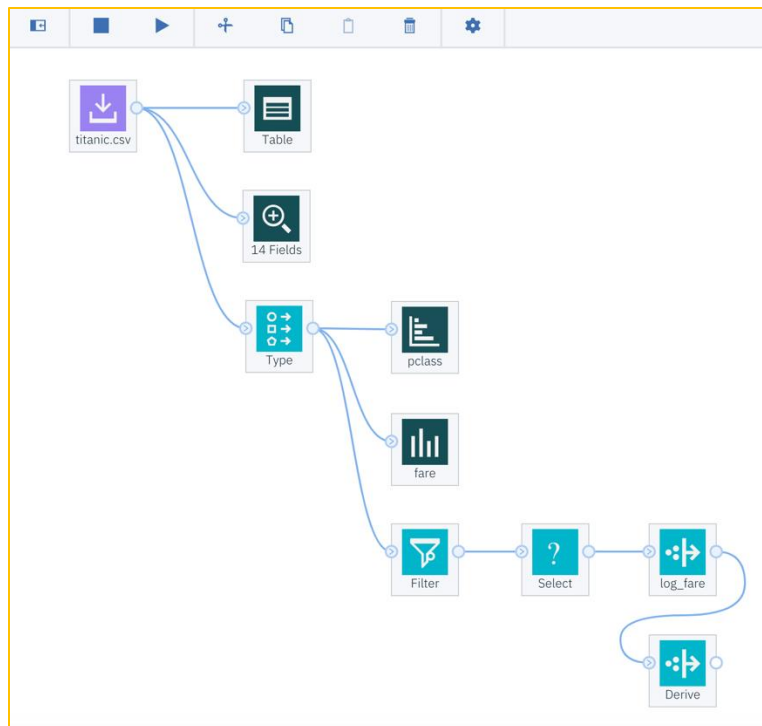 titanic.csv
Table
14 Fields
Type
pclass
fare
Filter
?
Select
log_fare
Derive